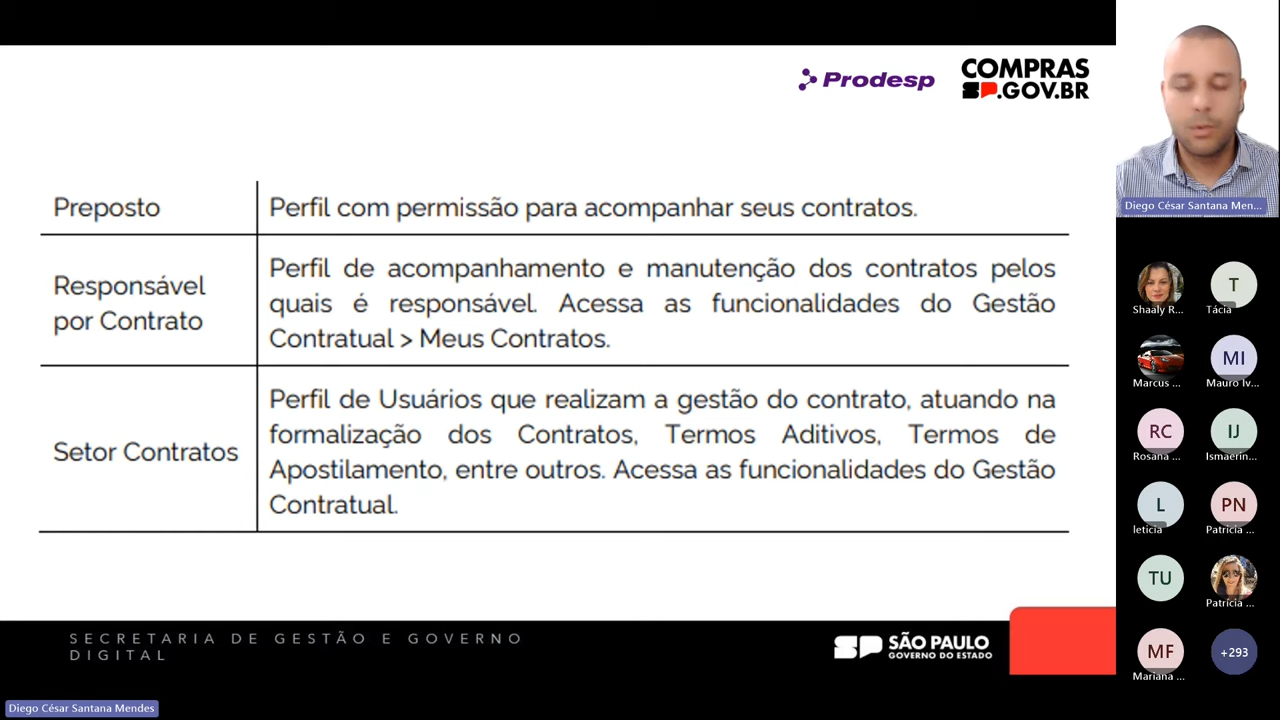 Prodesp
COMPRAS
SP.GOV.BR
Preposto
Perfil com permissão para acompanhar seus contratos.
Responsável
por Contrato
Perfil de acompanhamento e manutenção dos contratos pelos
quais é responsável. Acessa as funcionalidades do Gestão
Contratual > Meus Contratos.
Setor Contratos
Perfil de Usuários que realizam a gestão do contrato, atuando na
formalização dos Contratos, Termos Aditivos, Termos de
Apostilamento, entre outros. Acessa as funcionalidades do Gestão
Contratual.
SECRETARIA DE GESTÃO E GOVERNO
DIGITAL
SP SÃO PAULO
GOVERNO DO ESTADO
Diego César Santana Mendes
Diego César Santana Men...
Shaaly R...
T
Tácia
Marcus ...
MI
Mauro Iv...
RC
Rosana ...
IJ
Ismaerin...
L
leticia
PN
Patricia ...
TU
Patrícia ...
MF
Mariana ...
+293